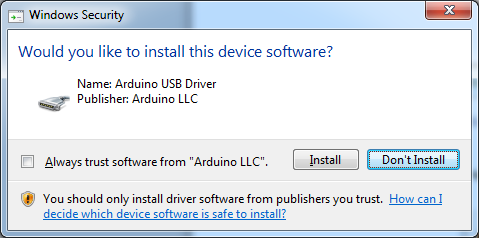 Windows Security
Would you like to install this device software?
Name: Arduino USB Driver
Publisher: Arduino LLC
Always trust software from "Arduino LLC".
Install
Don't Install
You should only install driver software from publishers you trust. How can I
decide which device software is safe to install?